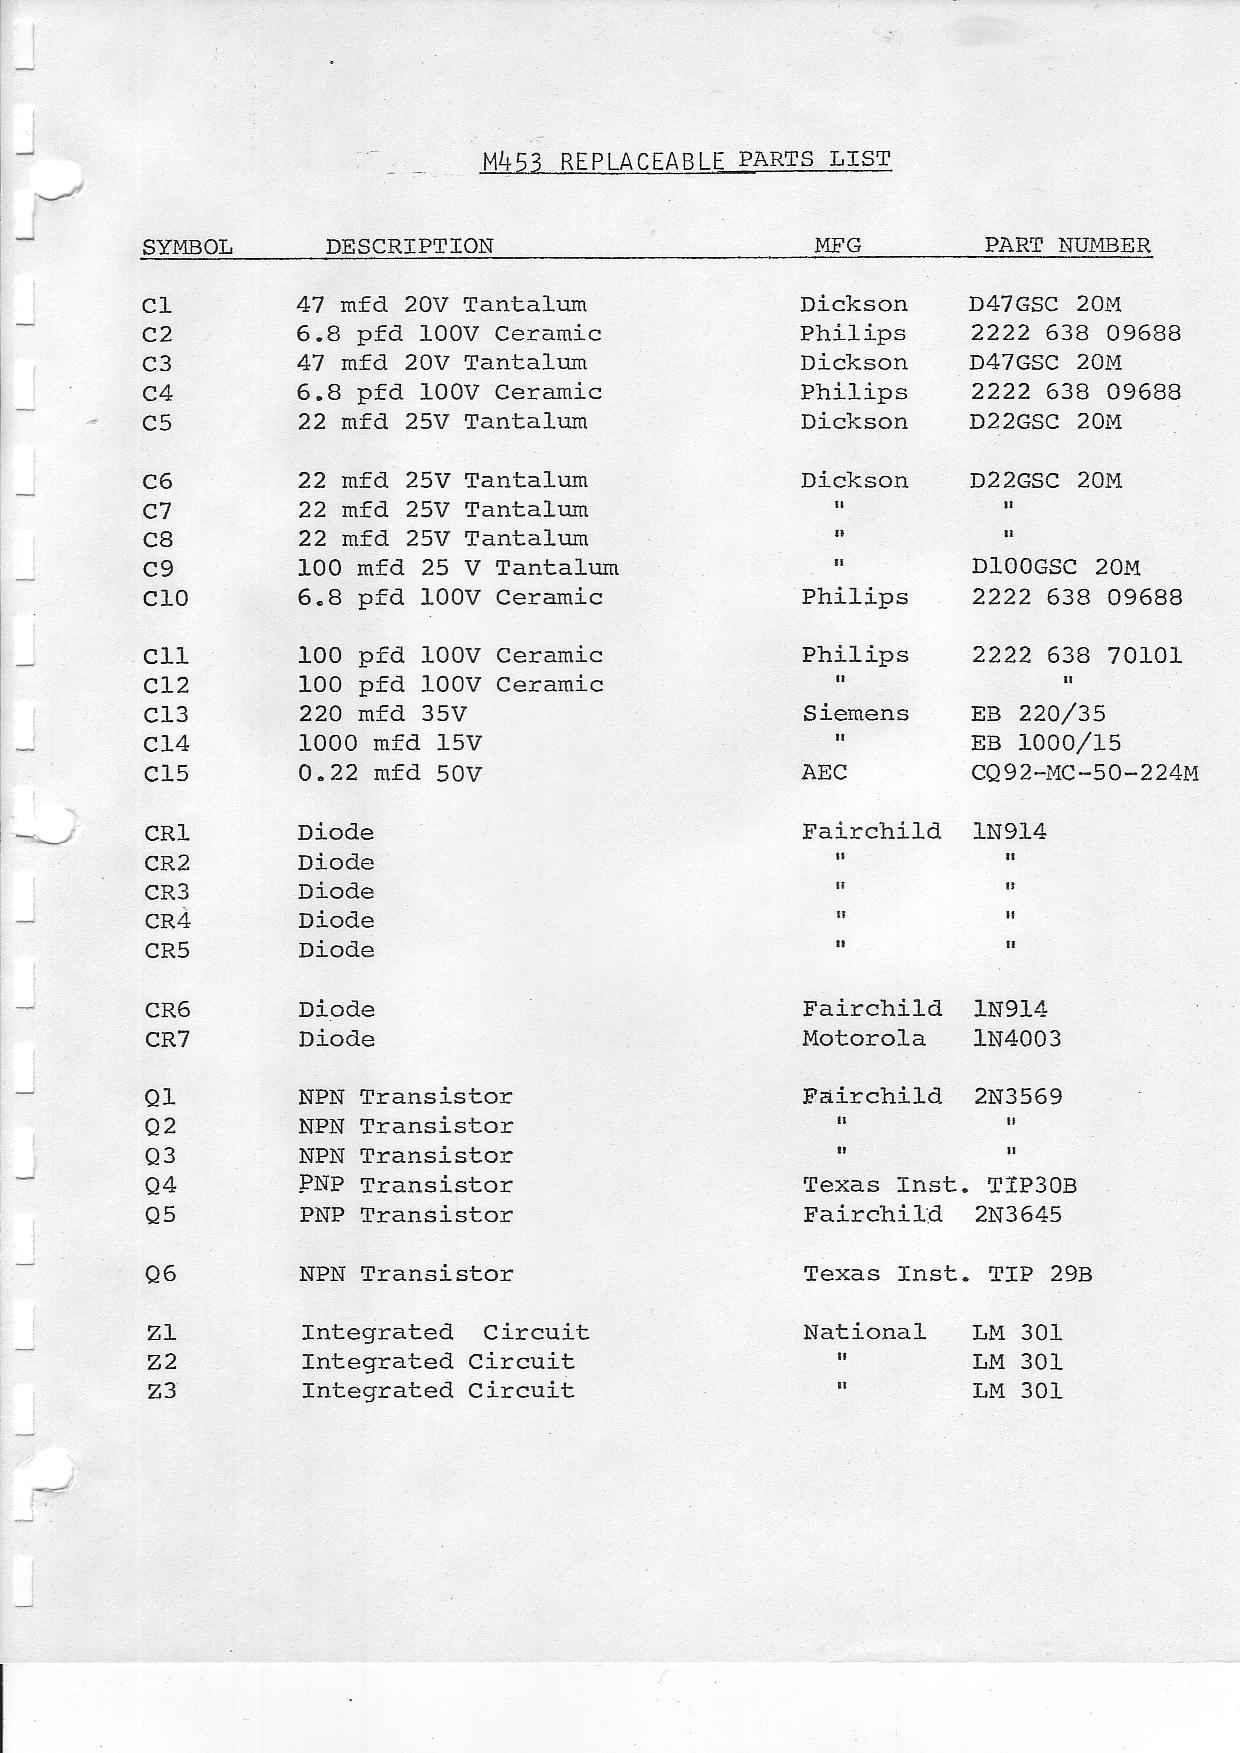 M453 REPLACEABLE PARTS LIST
SYMBOL DESCRIPTION MFG PART NUMBER
C1 47 mfd 20V Tantalum Dickson D47GSC 20M
C2 6.8 pfd 100V Ceramic Philips 2222 638 09688
C3 47 mfd 20V Tantalum Dickson D47GSC 20M
C4 6.8 pfd 100V Ceramic Philips 2222 638 09688
C5 22 mfd 25V Tantalum Dickson D22GSC 20M
C6 22 mfd 25V Tantalum Dickson D22GSC 20M
C7 22 mfd 25V Tantalum " "
C8 22 mfd 25V Tantalum " "
C9 100 mfd 25 V Tantalum " D100GSC 20M
C10 6.8 pfd 100V Ceramic Philips 2222 638 09688
C11 100 pfd 100V Ceramic Philips 2222 638 70101
C12 100 pfd 100V Ceramic " "
C13 220 mfd 35V Siemens EB 220/35
C14 1000 mfd 15V " EB 1000/15
C15 0.22 mfd 50V AEC CQ92-MC-50-224M
CR1 Diode Fairchild 1N914
CR2 Diode " "
CR3 Diode " "
CR4 Diode " "
CR5 Diode " "
CR6 Diode Fairchild 1N914
CR7 Diode Motorola 1N4003
Q1 NPN Transistor Fairchild 2N3569
Q2 NPN Transistor " "
Q3 NPN Transistor " "
Q4 PNP Transistor Texas Inst. TIP30B
Q5 PNP Transistor Fairchild 2N3645
Q6 NPN Transistor Texas Inst. TIP 29B
Z1 Integrated Circuit National LM 301
Z2 Integrated Circuit " LM 301
Z3 Integrated Circuit " LM 301